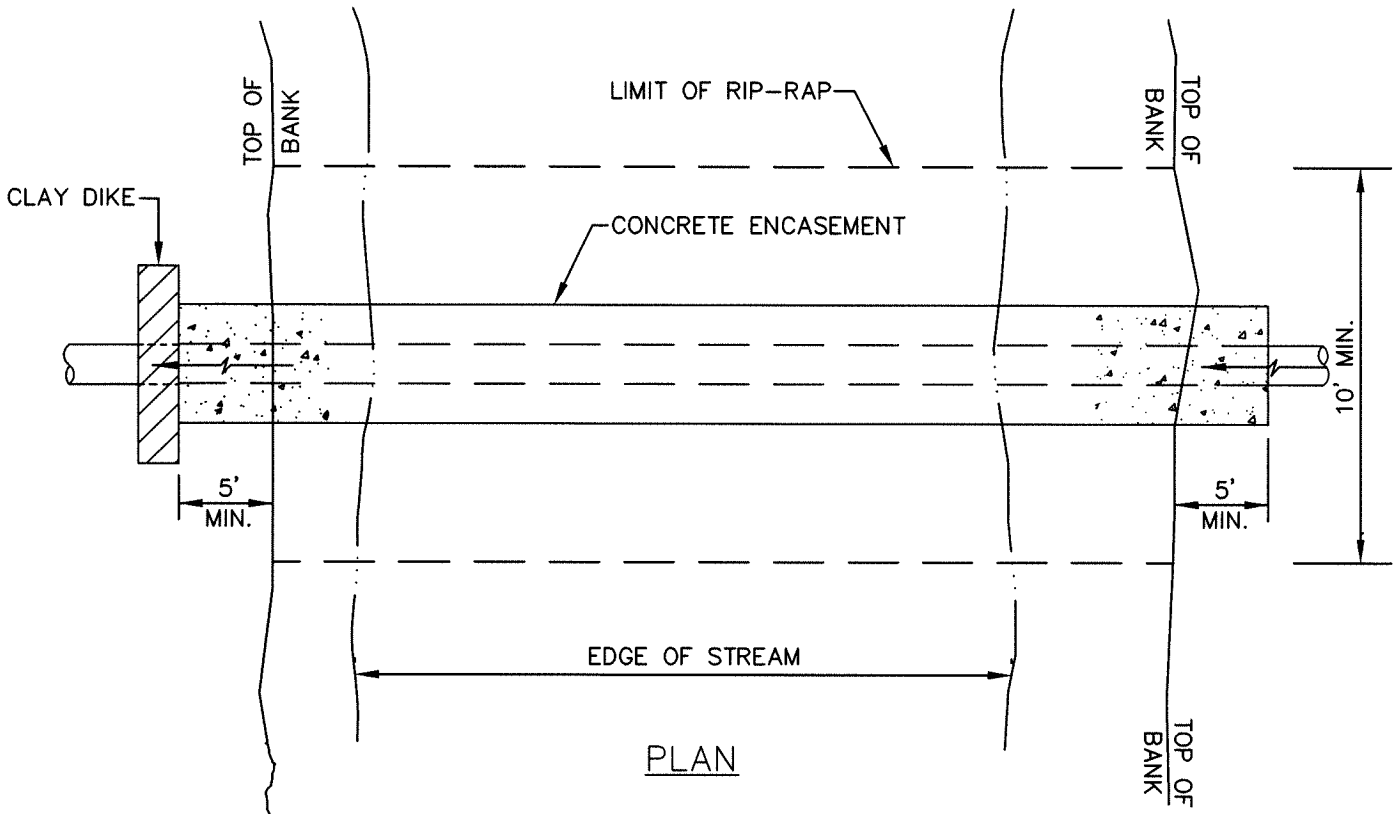 TOP OF
BANK
LIMIT OF RIP-RAP
TOP OF
BANK
CLAY DIKE
CONCRETE ENCASEMENT
10' MIN.
5'
MIN.
5'
MIN.
EDGE OF STREAM
PLAN
TOP OF
BANK